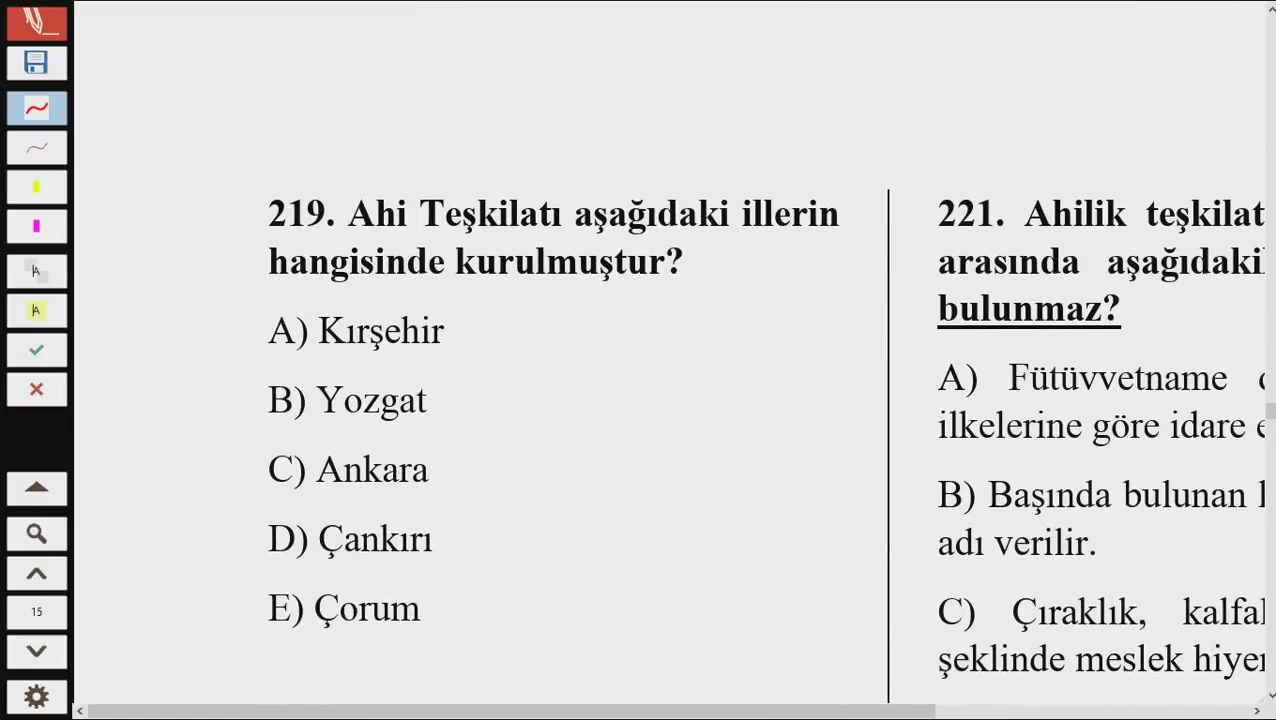 219. Ahi Teşkilatı aşağıdaki illerin
hangisinde kurulmuştur?
A) Kırşehir
B) Yozgat
C) Ankara
D) Çankırı
E) Çorum
221. Ahilik teşkilat
arasında aşağıdaki
bulunmaz?
A) Fütüvvetname
ilkelerine göre idare e
B) Başında bulunan
adı verilir.
C) Çıraklık, kalfal
şeklinde meslek hiyer
15